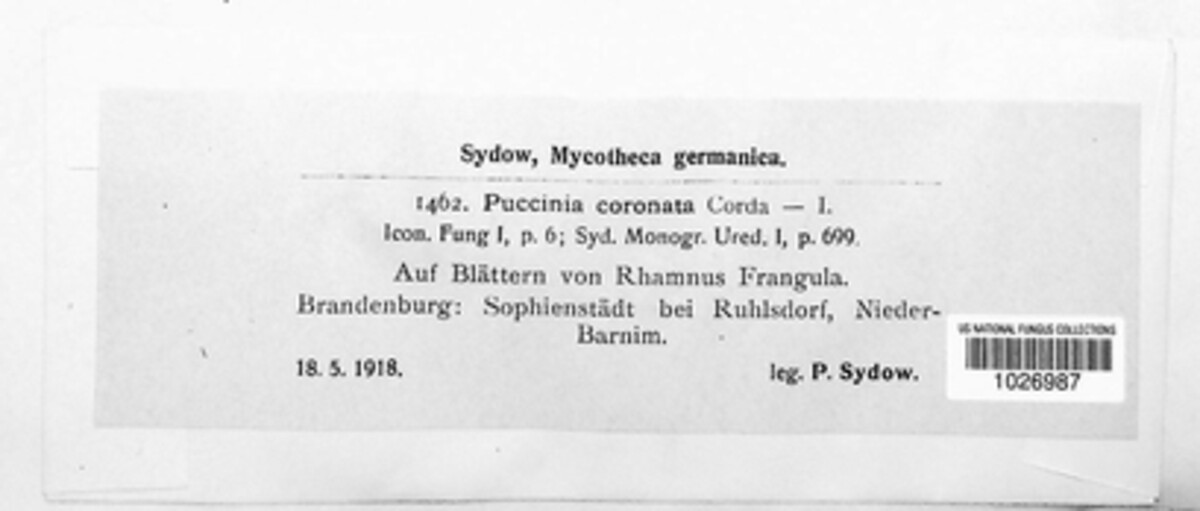 Sydow, Mycotheca germanica.
1462. Puccinia coronata Corda — I.
Icon. Fung I, p. 6; Syd. Monogr. Ured. I, p. 699.
Auf Blättern von Rhamnus Frangula.
Brandenburg: Sophienstädt bei Ruhlsdorf, Nieder-
Barnim.
18. 5. 1918.
leg. P. Sydow.
US NATIONAL FUNGUS COLLECTIONS
1026987